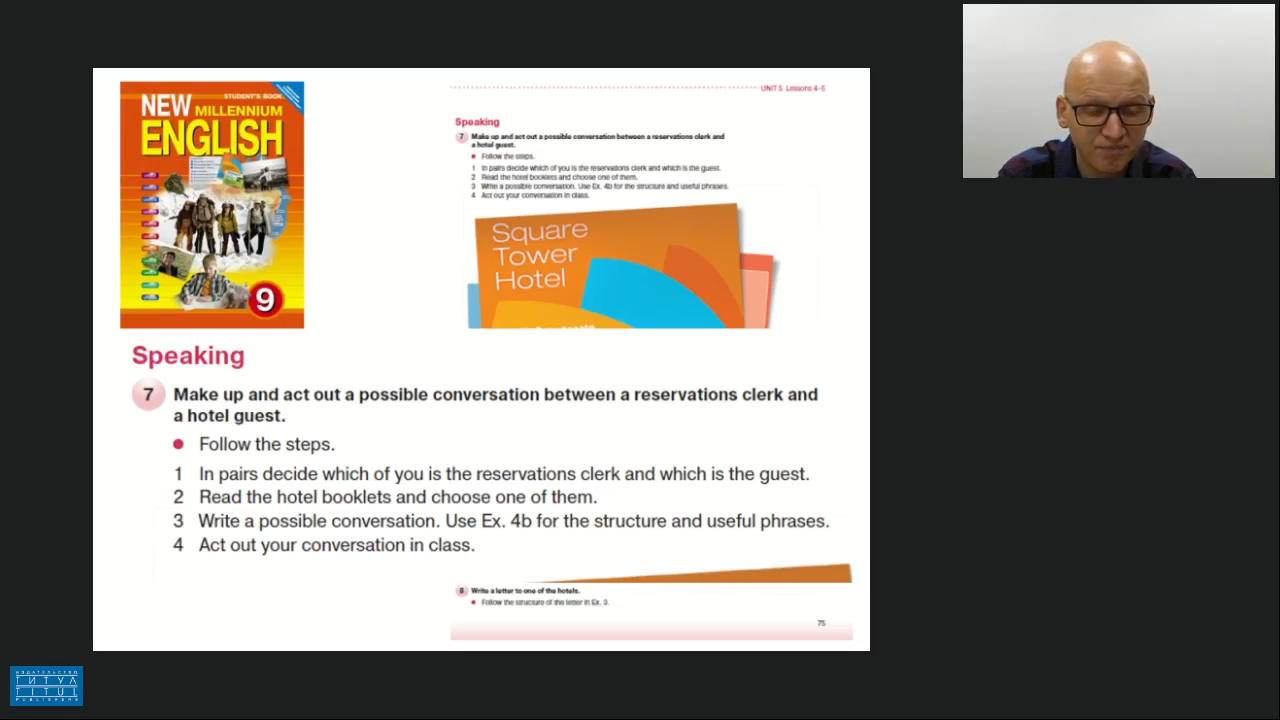 STUDENT'S BOOK
NEW
MILLENNIUM
ENGLISH
9
UNIT 5 Lessons 4-5
Speaking
7 Make up and act out a possible conversation between a reservations clerk and
a hotel guest.
Follow the steps.
1 In pairs decide which of you is the reservations clerk and which is the guest.
2 Read the hotel booklets and choose one of them.
3 Write a possible conversation. Use Ex. 4b for the structure and useful phrases.
4 Act out your conversation in class.
Square
Tower
Hotel
Speaking
7 Make up and act out a possible conversation between a reservations clerk and
a hotel guest.
• Follow the steps.
1 In pairs decide which of you is the reservations clerk and which is the guest.
2 Read the hotel booklets and choose one of them.
3 Write a possible conversation. Use Ex. 4b for the structure and useful phrases.
4 Act out your conversation in class.
8 Write a letter to one of the hotels.
• Follow the structure of the letter in Ex. 3.
75
ИЗДАТЕЛЬСТВО
ТИТУЛ
TITUL
PUBLISHERS